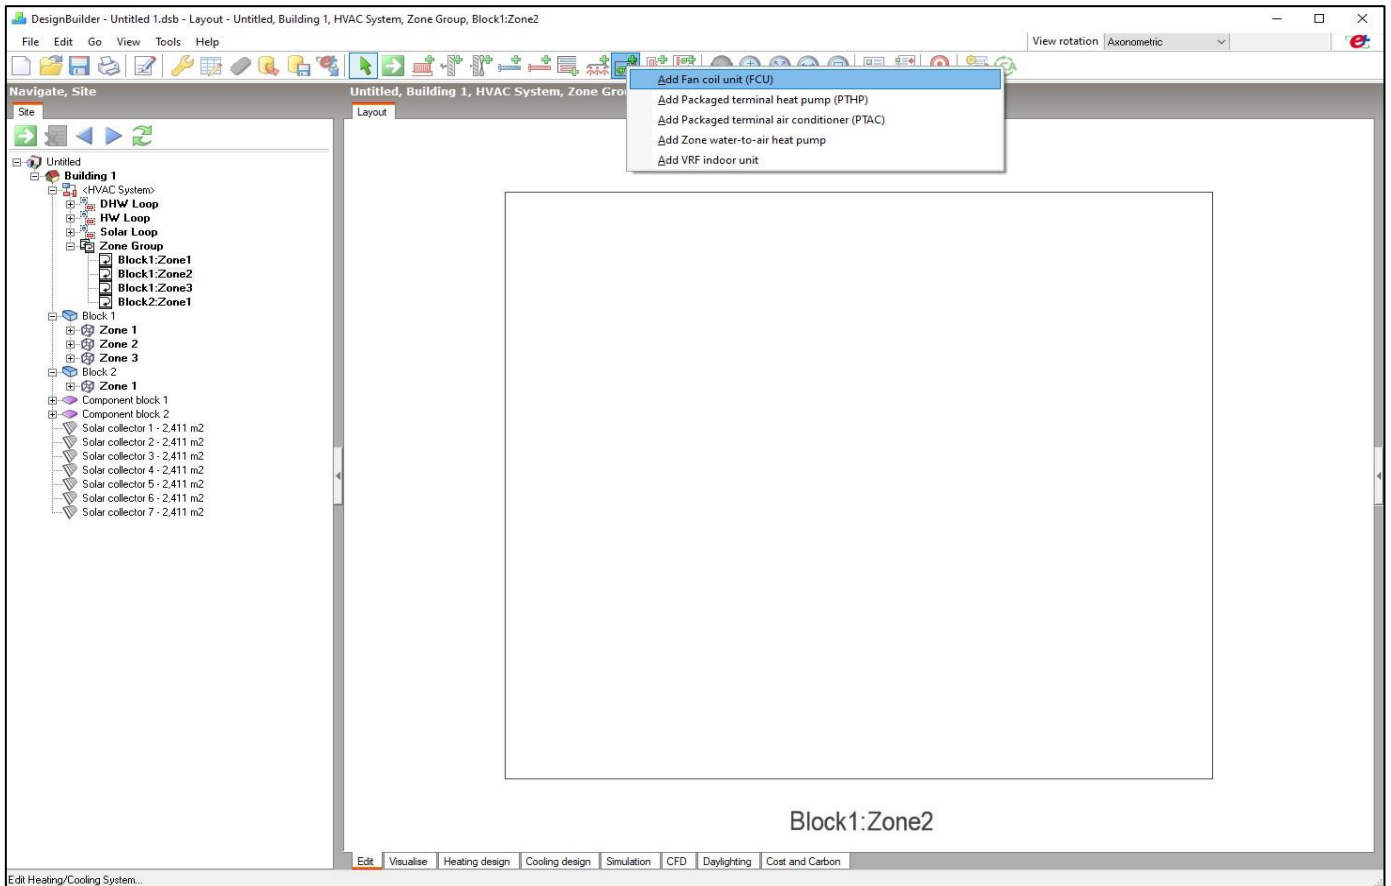 DesignBuilder - Untitled 1.dsb - Layout - Untitled, Building 1, HVAC System, Zone Group, Block1:Zone2
File Edit Go View Tools Help
View rotation Axonometric
Navigate, Site
Untitled, Building 1, HVAC System, Zone Grou
Site
Layout
Add Fan coil unit (FCU)
Add Packaged terminal heat pump (PTHP)
Add Packaged terminal air conditioner (PTAC)
Add Zone water-to-air heat pump
Add VRF indoor unit
Untitled
Building 1
<HVAC System>
DHW Loop
HW Loop
Solar Loop
Zone Group
Block1:Zone1
Block1:Zone2
Block1:Zone3
Block2:Zone1
Block 1
Zone 1
Zone 2
Zone 3
Block 2
Zone 1
Component block 1
Component block 2
Solar collector 1 - 2,411 m2
Solar collector 2 - 2,411 m2
Solar collector 3 - 2,411 m2
Solar collector 4 - 2,411 m2
Solar collector 5 - 2,411 m2
Solar collector 6 - 2,411 m2
Solar collector 7 - 2,411 m2
Block1:Zone2
Edit Visualise Heating design Cooling design Simulation CFD Daylighting Cost and Carbon
Edit Heating/Cooling System...